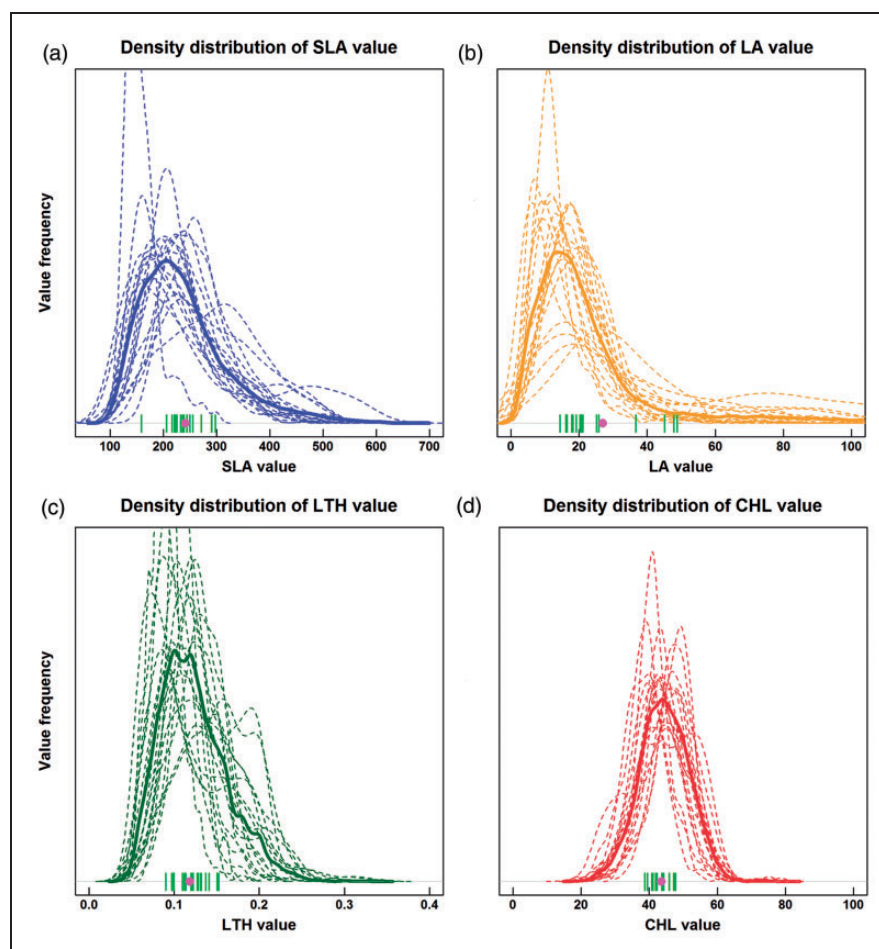 (a)
Density distribution of SLA value
Value frequency
100 200 300 400 500 600 700
SLA value
(b)
Density distribution of LA value
0 20 40 60 80 100
LA value
(c)
Density distribution of LTH value
Value frequency
0.0 0.1 0.2 0.3 0.4
LTH value
(d)
Density distribution of CHL value
0 20 40 60 80 100
CHL value